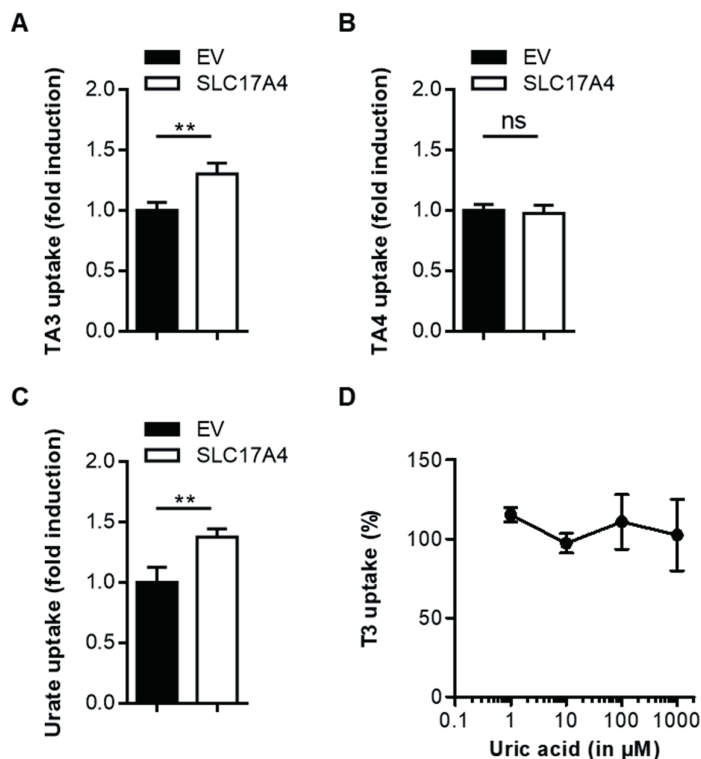 A
EV
SLC17A4
TA3 uptake (fold induction)
2.0
1.5
1.0
0.5
0.0
**
B
EV
SLC17A4
TA4 uptake (fold induction)
2.0
1.5
1.0
0.5
0.0
ns
C
EV
SLC17A4
Urate uptake (fold induction)
2.0
1.5
1.0
0.5
0.0
**
D
T3 uptake (%)
150
100
50
0
0.1 1 10 100 1000
Uric acid (in µM)